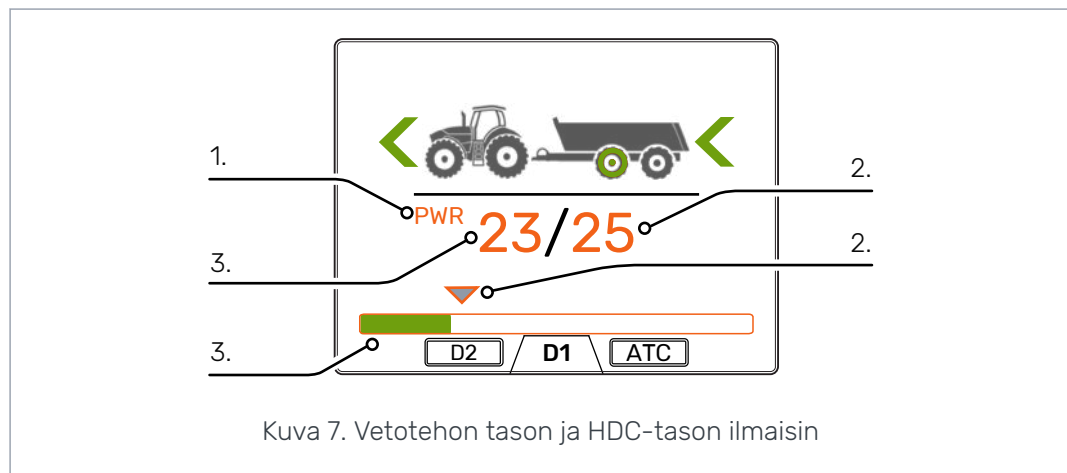 1.
2.
PWR 23/25
3.
2.
3.
D2 D1 ATC
Kuva 7. Vetotehon tason ja HDC-tason ilmaisin